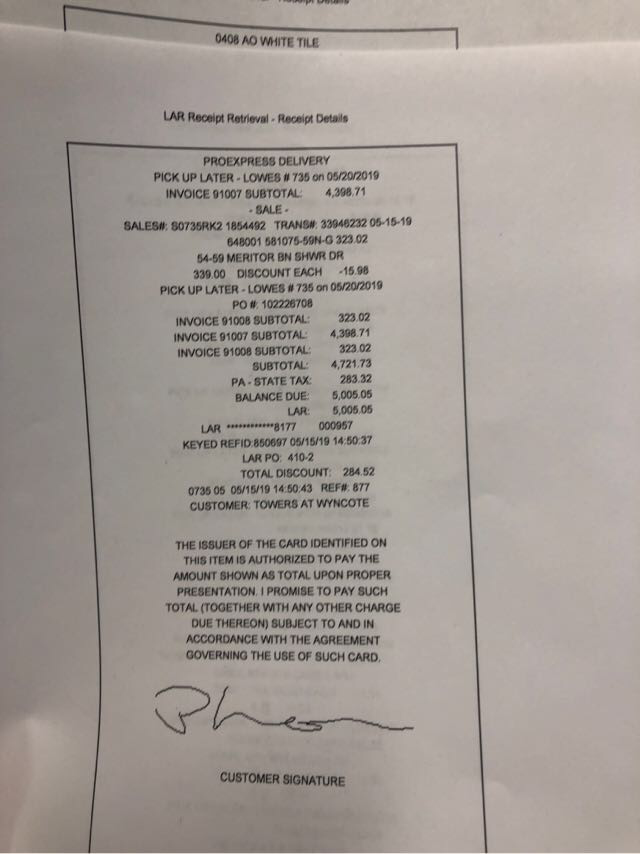 0408 AO WHITE TILE
LAR Receipt Retrieval - Receipt Details
PROEXPRESS DELIVERY
PICK UP LATER - LOWES # 735 on 05/20/2019
INVOICE 91007 SUBTOTAL: 4,398.71
- SALE -
SALES#: S0735RK2 1854492 TRANS#: 33946232 05-15-19
648001 581075-59N-G 323.02
54-59 MERITOR BN SHWR DR
339.00 DISCOUNT EACH -15.98
PICK UP LATER - LOWES # 735 on 05/20/2019
PO #: 102226708
INVOICE 91008 SUBTOTAL: 323.02
INVOICE 91007 SUBTOTAL: 4,398.71
INVOICE 91008 SUBTOTAL: 323.02
SUBTOTAL: 4,721.73
PA - STATE TAX: 283.32
BALANCE DUE: 5,005.05
LAR: 5,005.05
LAR ************8177 000957
KEYED REFID:850697 05/15/19 14:50:37
LAR PO: 410-2
TOTAL DISCOUNT: 284.52
0735 05 05/15/19 14:50:43 REF#: 877
CUSTOMER: TOWERS AT WYNCOTE
THE ISSUER OF THE CARD IDENTIFIED ON
THIS ITEM IS AUTHORIZED TO PAY THE
AMOUNT SHOWN AS TOTAL UPON PROPER
PRESENTATION. I PROMISE TO PAY SUCH
TOTAL (TOGETHER WITH ANY OTHER CHARGE
DUE THEREON) SUBJECT TO AND IN
ACCORDANCE WITH THE AGREEMENT
GOVERNING THE USE OF SUCH CARD.
CUSTOMER SIGNATURE